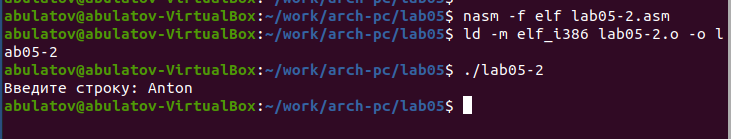 abulatov@abulatov-VirtualBox:~/work/arch-pc/lab05$ nasm -f elf lab05-2.asm
abulatov@abulatov-VirtualBox:~/work/arch-pc/lab05$ ld -m elf_i386 lab05-2.o -o l
ab05-2
abulatov@abulatov-VirtualBox:~/work/arch-pc/lab05$ ./lab05-2
Введите строку: Anton
abulatov@abulatov-VirtualBox:~/work/arch-pc/lab05$